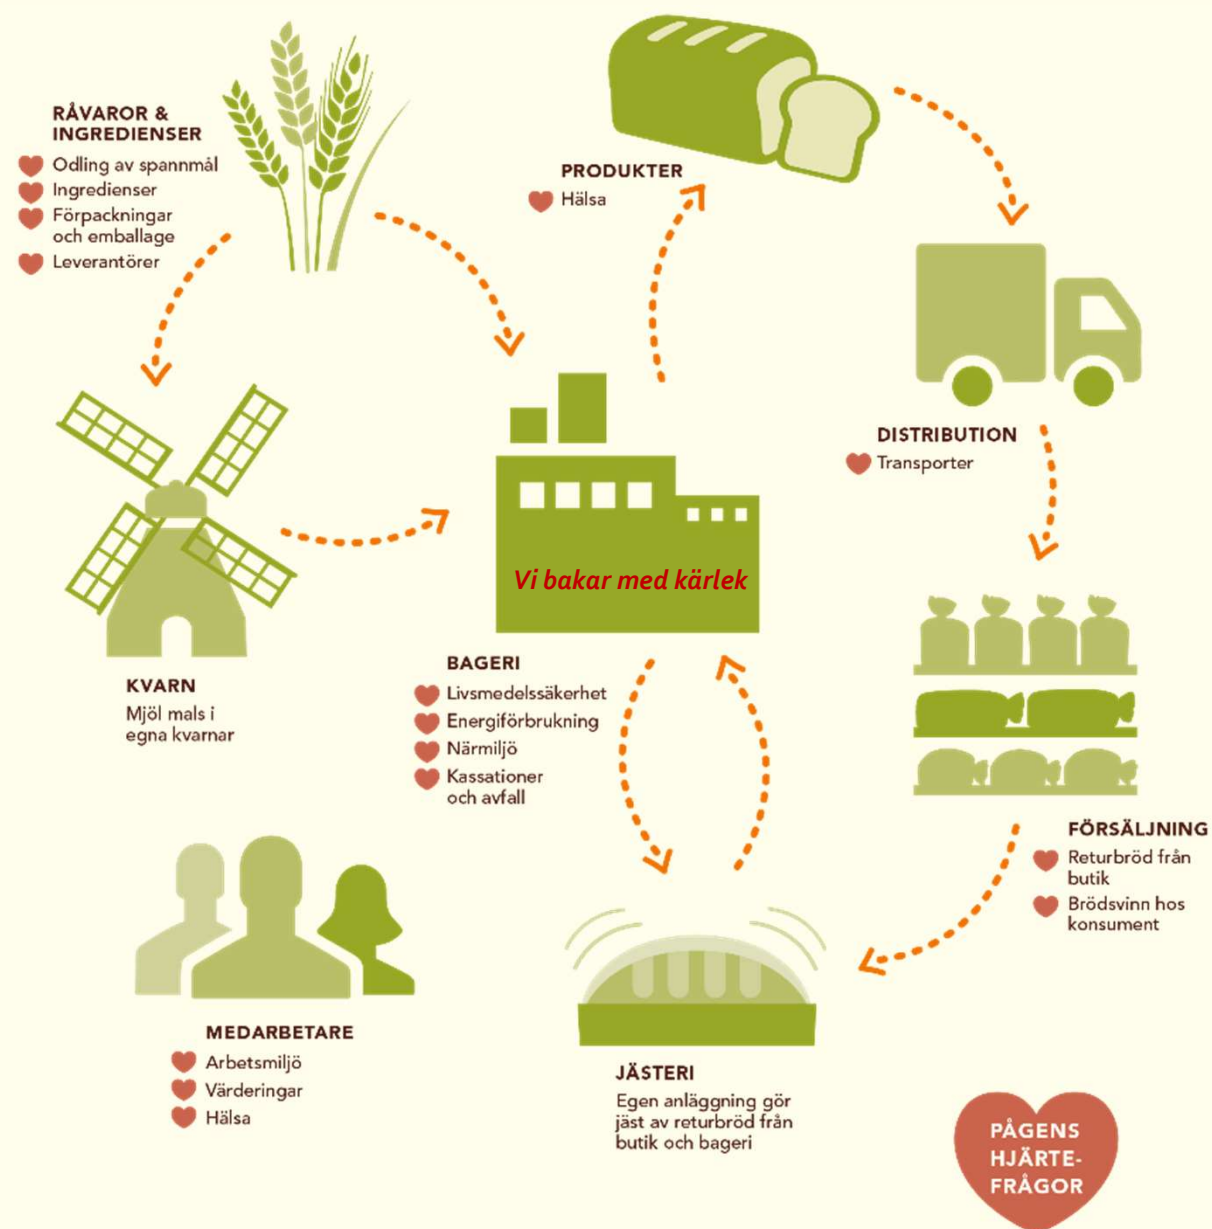 RÅVAROR &
INGREDIENSER
Odling av spannmål
Ingredienser
Förpackningar
och emballage
Leverantörer
PRODUKTER
Hälsa
DISTRIBUTION
Transporter
Vi bakar med kärlek
KVARN
Mjöl mals i
egna kvarnar
BAGERI
Livsmedelssäkerhet
Energiförbrukning
Närmiljö
Kassationer
och avfall
FÖRSÄLJNING
Returbröd från
butik
Brödsvinn hos
konsument
MEDARBETARE
Arbetsmiljö
Värderingar
Hälsa
JÄSTERI
Egen anläggning gör
jäst av returbröd från
butik och bageri
PÅGENS
HJÄRTE-
FRÅGOR